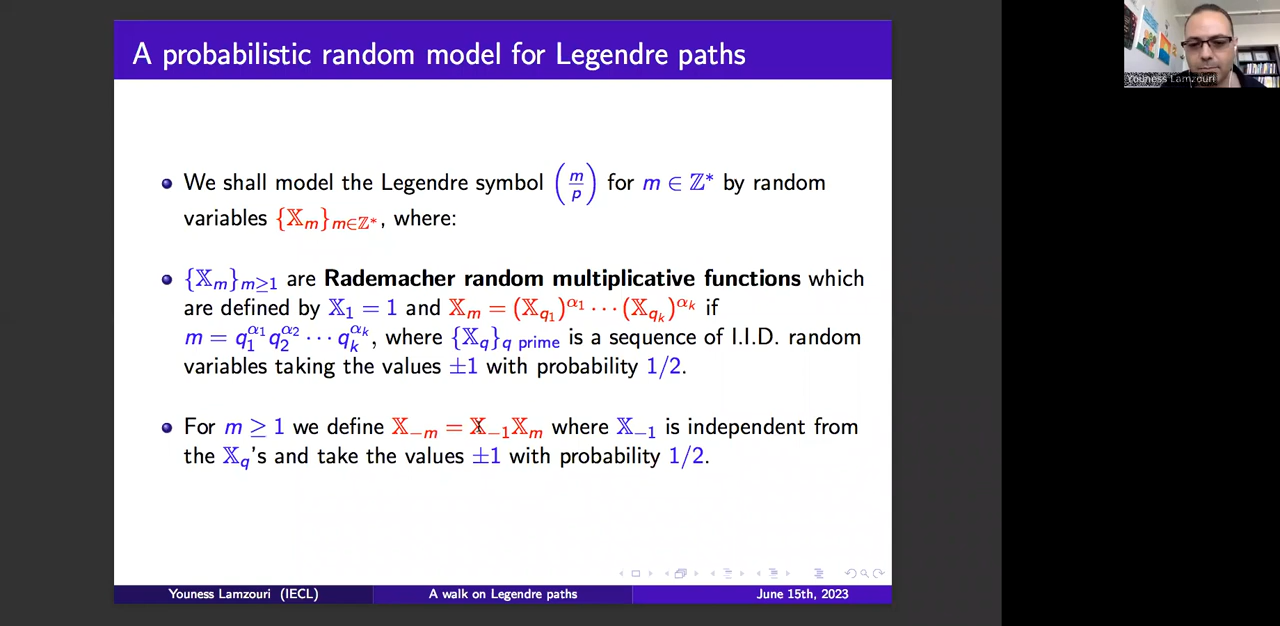 A probabilistic random model for Legendre paths
Youness Lamzouri
We shall model the Legendre symbol (m/p) for m ∈ ℤ* by random
variables {𝕏_m}_{m∈ℤ*}, where:
{𝕏_m}_{m≥1} are Rademacher random multiplicative functions which
are defined by 𝕏_1 = 1 and 𝕏_m = (𝕏_{q_1})^{α_1} ··· (𝕏_{q_k})^{α_k} if
m = q_1^{α_1} q_2^{α_2} ··· q_k^{α_k}, where {𝕏_q}_{q prime} is a sequence of I.I.D. random
variables taking the values ±1 with probability 1/2.
For m ≥ 1 we define 𝕏_{−m} = 𝕏_{−1}𝕏_m where 𝕏_{−1} is independent from
the 𝕏_q's and take the values ±1 with probability 1/2.
Youness Lamzouri (IECL) A walk on Legendre paths June 15th, 2023